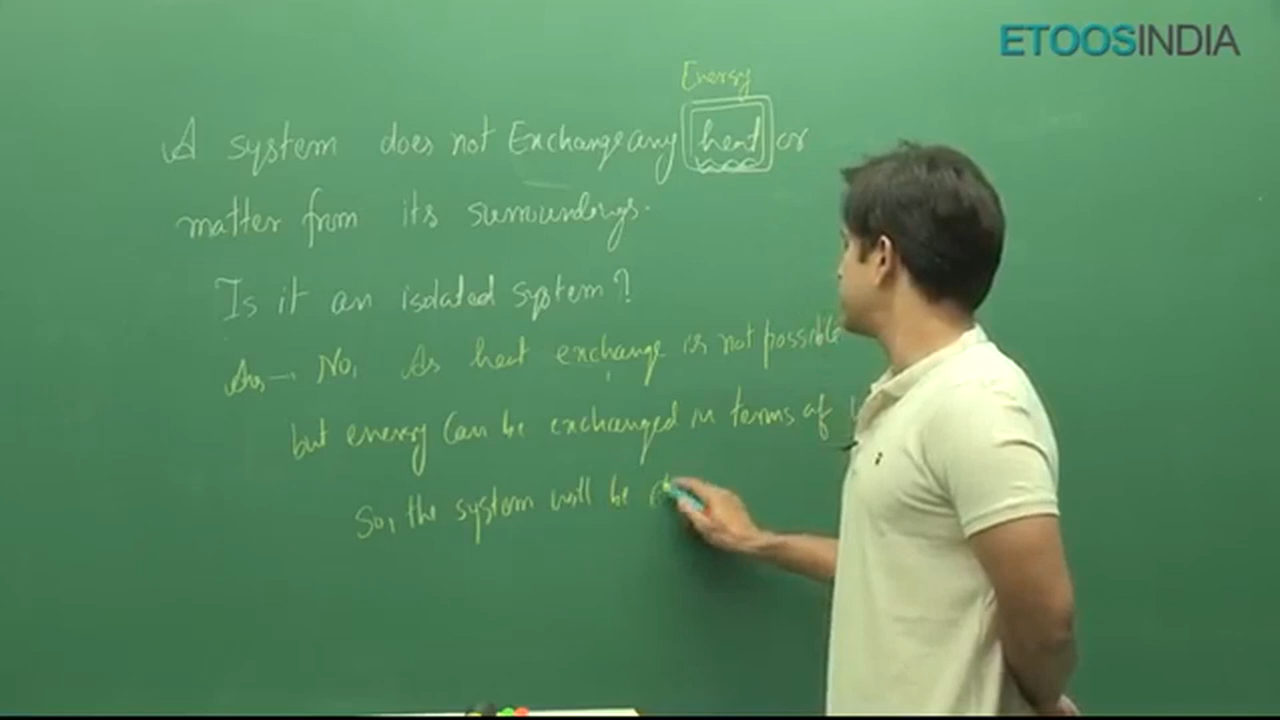 ETOOSINDIA
Energy
A system does not Exchange any heat or
matter from its surroundings.
Is it an isolated system?
Ans → No, As heat exchange is not possible
but energy Can be exchanged in terms of
So, the system will be